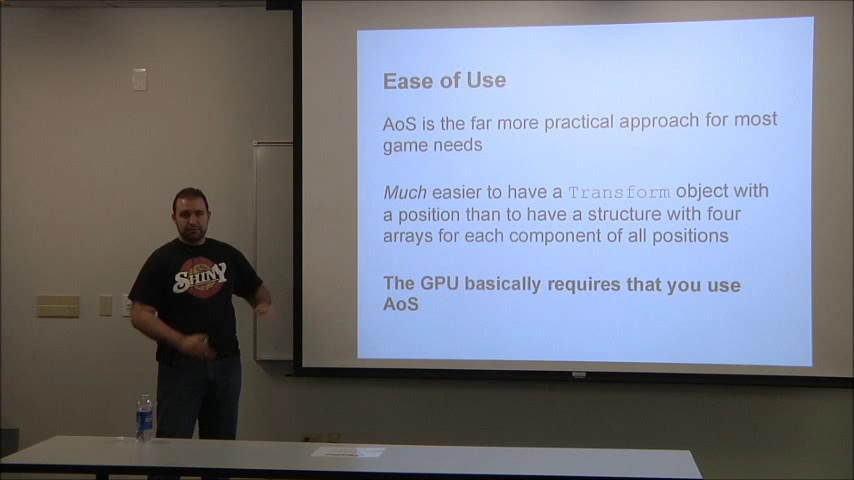 Ease of Use
AoS is the far more practical approach for most
game needs
Much easier to have a Transform object with
a position than to have a structure with four
arrays for each component of all positions
The GPU basically requires that you use
AoS
SHINY